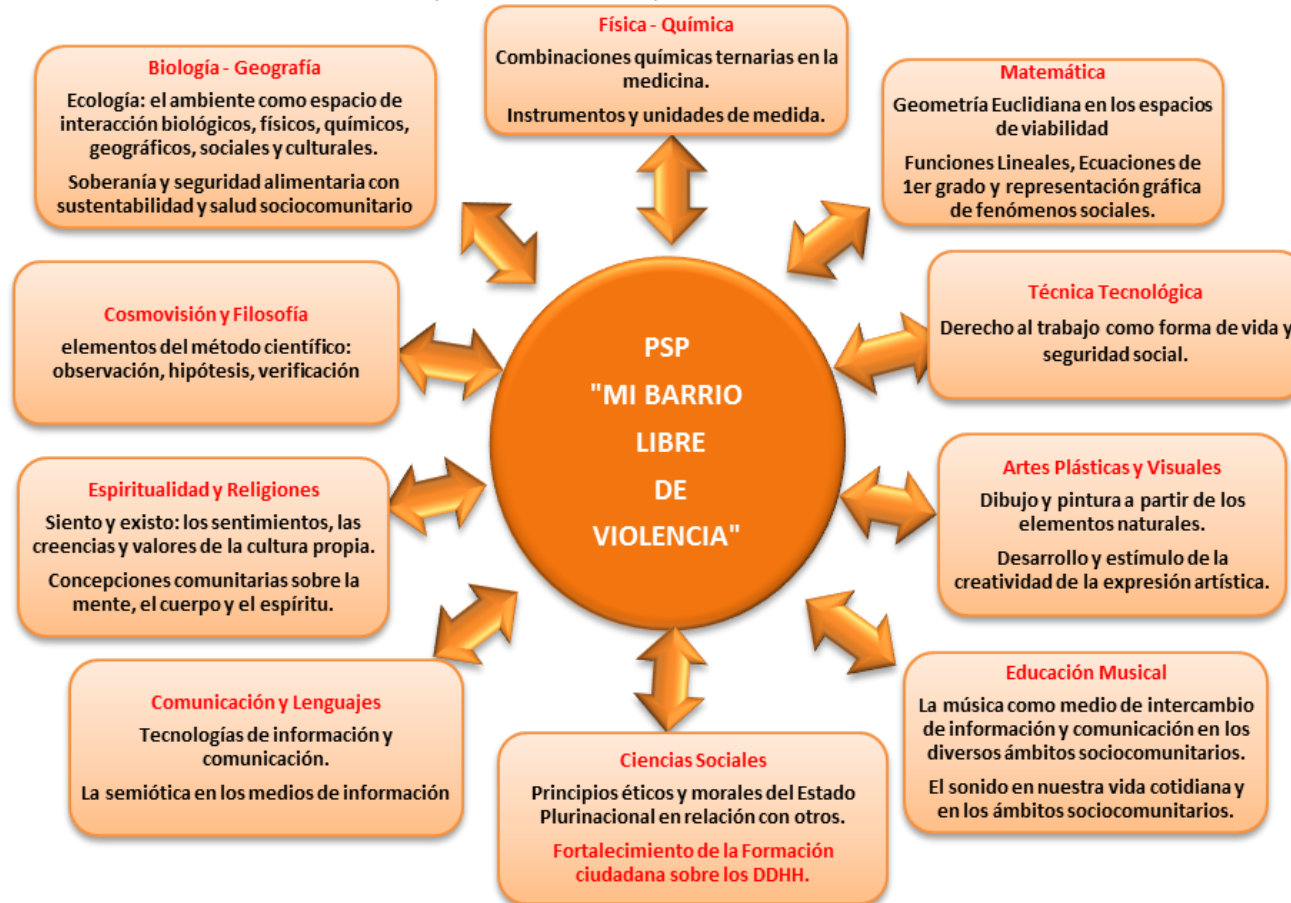 Física - Química
Combinaciones químicas ternarias en la
medicina.
Instrumentos y unidades de medida.
Biología - Geografía
Ecología: el ambiente como espacio de
interacción biológicos, físicos, químicos,
geográficos, sociales y culturales.
Soberanía y seguridad alimentaria con
sustentabilidad y salud sociocomunitario
Matemática
Geometría Euclidiana en los espacios
de viabilidad
Funciones Lineales, Ecuaciones de
1er grado y representación gráfica
de fenómenos sociales.
Cosmovisión y Filosofía
elementos del método científico:
observación, hipótesis, verificación
PSP
"MI BARRIO
LIBRE
DE
VIOLENCIA"
Técnica Tecnológica
Derecho al trabajo como forma de vida y
seguridad social.
Espiritualidad y Religiones
Siento y existo: los sentimientos, las
creencias y valores de la cultura propia.
Concepciones comunitarias sobre la
mente, el cuerpo y el espíritu.
Artes Plásticas y Visuales
Dibujo y pintura a partir de los
elementos naturales.
Desarrollo y estímulo de la
creatividad de la expresión artística.
Comunicación y Lenguajes
Tecnologías de información y
comunicación.
La semiótica en los medios de información
Ciencias Sociales
Principios éticos y morales del Estado
Plurinacional en relación con otros.
Fortalecimiento de la Formación
ciudadana sobre los DDHH.
Educación Musical
La música como medio de intercambio
de información y comunicación en los
diversos ámbitos sociocomunitarios.
El sonido en nuestra vida cotidiana y
en los ámbitos sociocomunitarios.